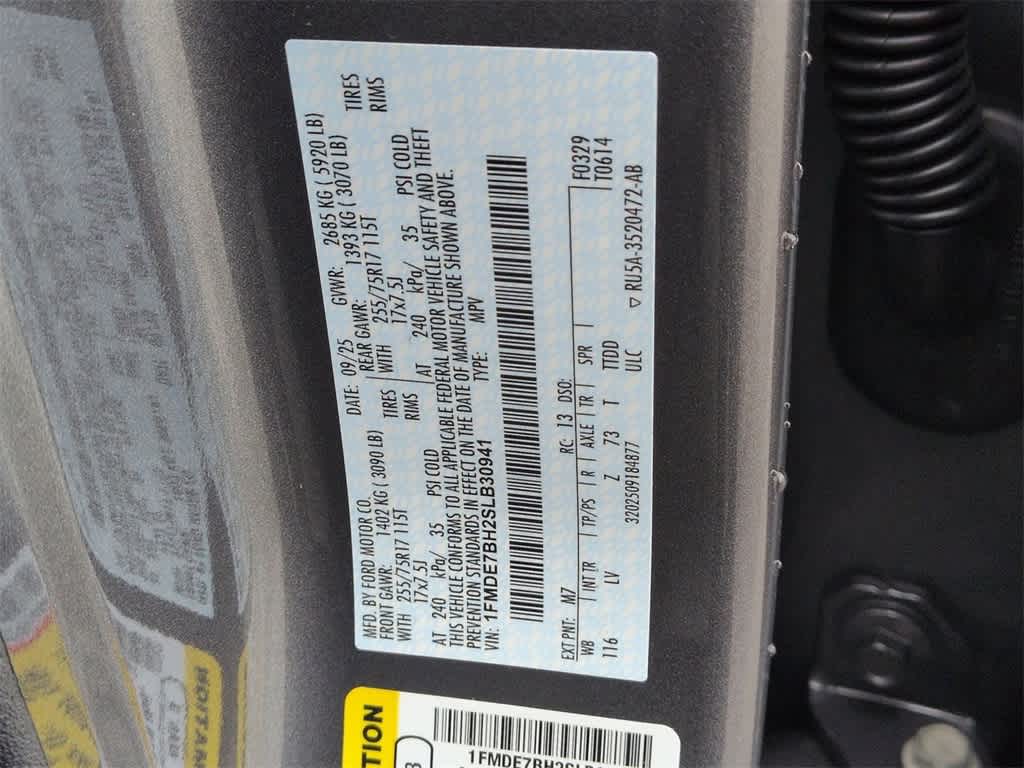 MFD. BY FORD MOTOR CO. DATE: 09/25 GVWR: 2685 KG ( 5920 LB)
FRONT GAWR: 1402 KG ( 3090 LB) REAR GAWR: 1393 KG ( 3070 LB)
WITH 255/75R17 115T TIRES WITH 255/75R17 115T TIRES
17x7.5J RIMS 17x7.5J RIMS
AT 240 kPa/ 35 PSI COLD AT 240 kPa/ 35 PSI COLD
THIS VEHICLE CONFORMS TO ALL APPLICABLE FEDERAL MOTOR VEHICLE SAFETY AND THEFT
PREVENTION STANDARDS IN EFFECT ON THE DATE OF MANUFACTURE SHOWN ABOVE.
VIN: 1FMDE7BH2SLB30941 TYPE: MPV
EXT PNT: M7 RC: 13 DSO: F0329
WB INT TR TP/PS R AXLE TR SPR T0614
116 LV Z 73 T TTDD
3202509184877 ULC ▽ RU5A-3520472-AB
1FMDE7BH2SLB